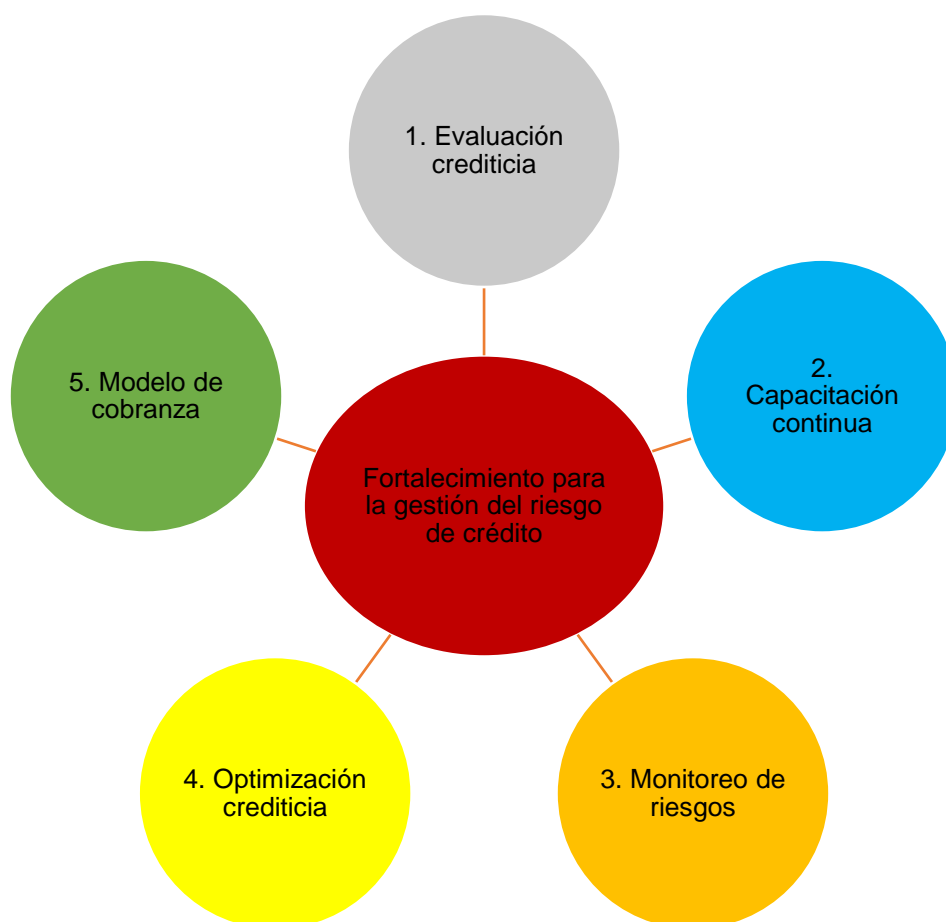 1. Evaluación
crediticia
2.
Capacitación
continua
3. Monitoreo de
riesgos
4. Optimización
crediticia
5. Modelo de
cobranza
Fortalecimiento para
la gestión del riesgo
de crédito